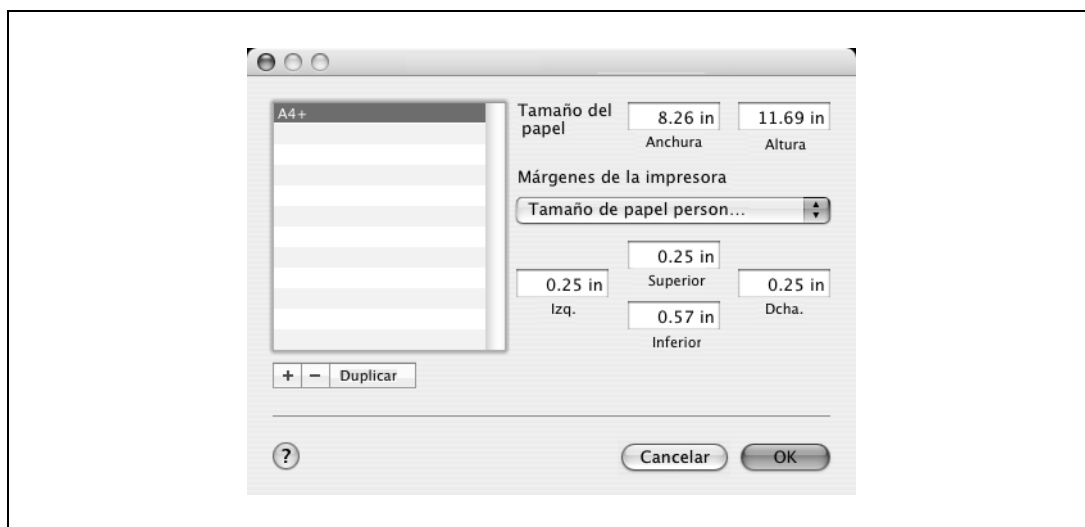 A4+
Tamaño del
papel
8.26 in
11.69 in
Anchura
Altura
Márgenes de la impresora
Tamaño de papel person...
0.25 in
Superior
0.25 in
Izq.
0.25 in
Dcha.
0.57 in
Inferior
+ − Duplicar
?
Cancelar
OK